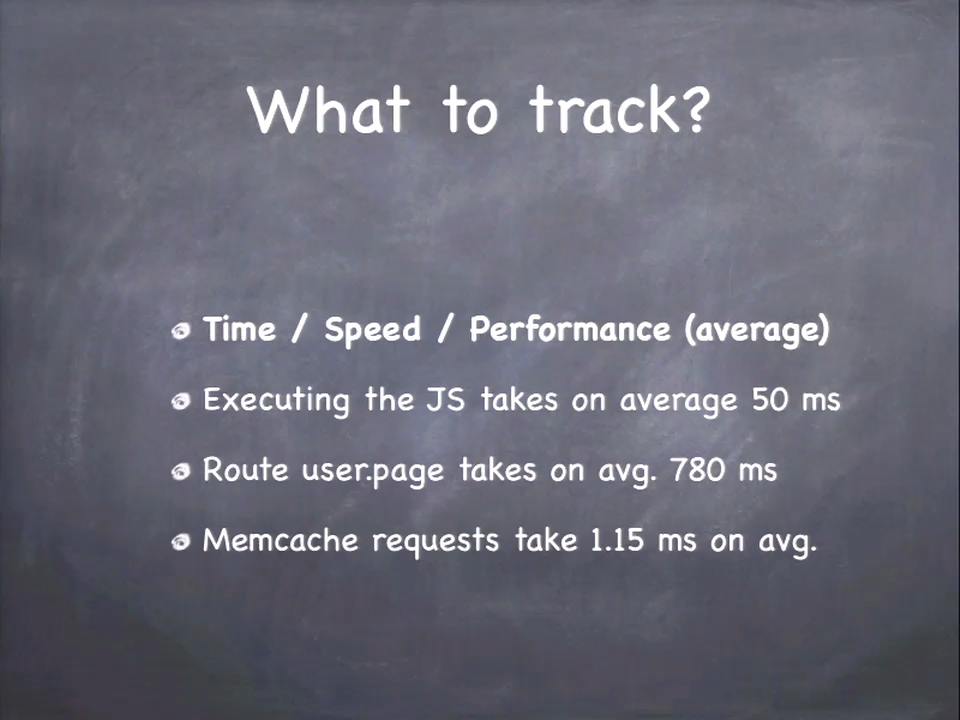 What to track?
Time / Speed / Performance (average)
Executing the JS takes on average 50 ms
Route user.page takes on avg. 780 ms
Memcache requests take 1.15 ms on avg.